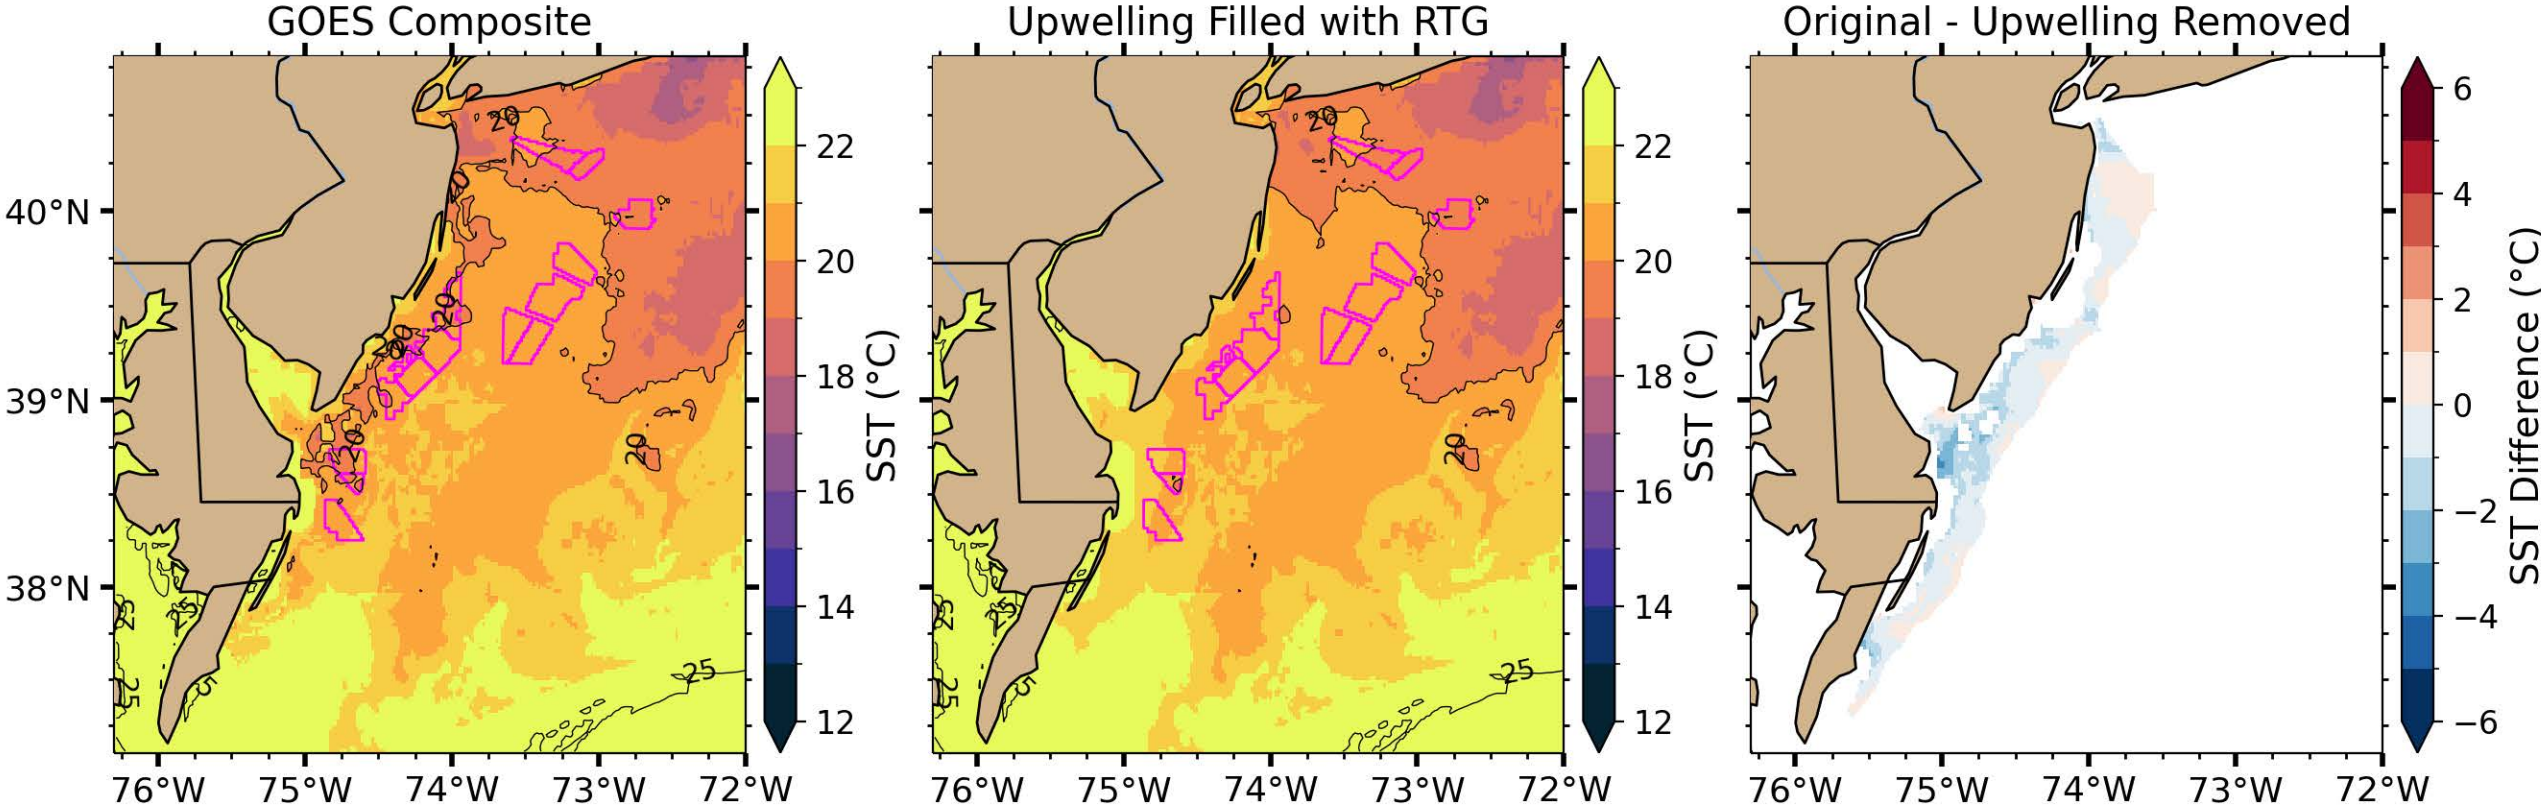 GOES Composite
Upwelling Filled with RTG
Original - Upwelling Removed
40°N
39°N
38°N
76°W 75°W 74°W 73°W 72°W
20
20
20
20
20
20
25
25
25
25
22
20
18
16
14
12
SST (°C)
76°W 75°W 74°W 73°W 72°W
20
20
25
25
25
22
20
18
16
14
12
SST (°C)
76°W 75°W 74°W 73°W 72°W
6
4
2
0
−2
−4
−6
SST Difference (°C)